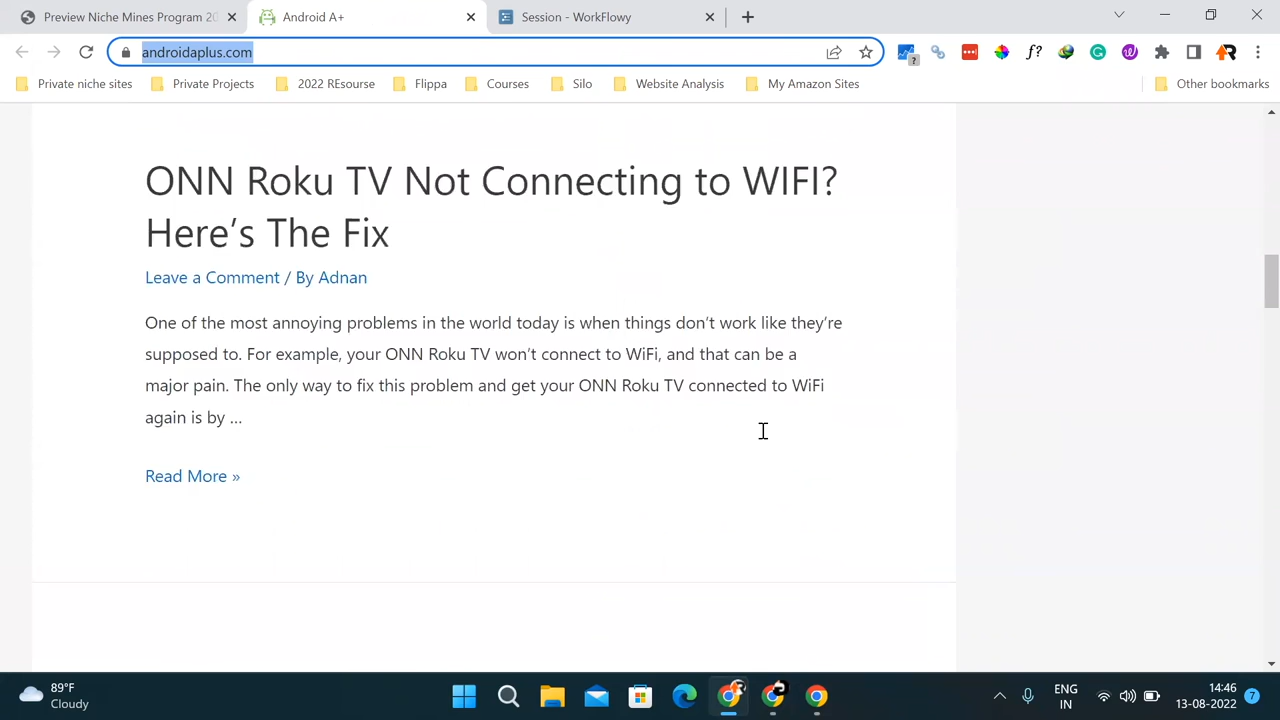 Preview Niche Mines Program 20
Android A+
Session - WorkFlowy
androidaplus.com
Private niche sites
Private Projects
2022 REsourse
Flippa
Courses
Silo
Website Analysis
My Amazon Sites
Other bookmarks
ONN Roku TV Not Connecting to WIFI?
Here's The Fix
Leave a Comment / By Adnan
One of the most annoying problems in the world today is when things don't work like they're
supposed to. For example, your ONN Roku TV won't connect to WiFi, and that can be a
major pain. The only way to fix this problem and get your ONN Roku TV connected to WiFi
again is by ...
Read More »
89°F
Cloudy
ENG
IN
14:46
13-08-2022
7